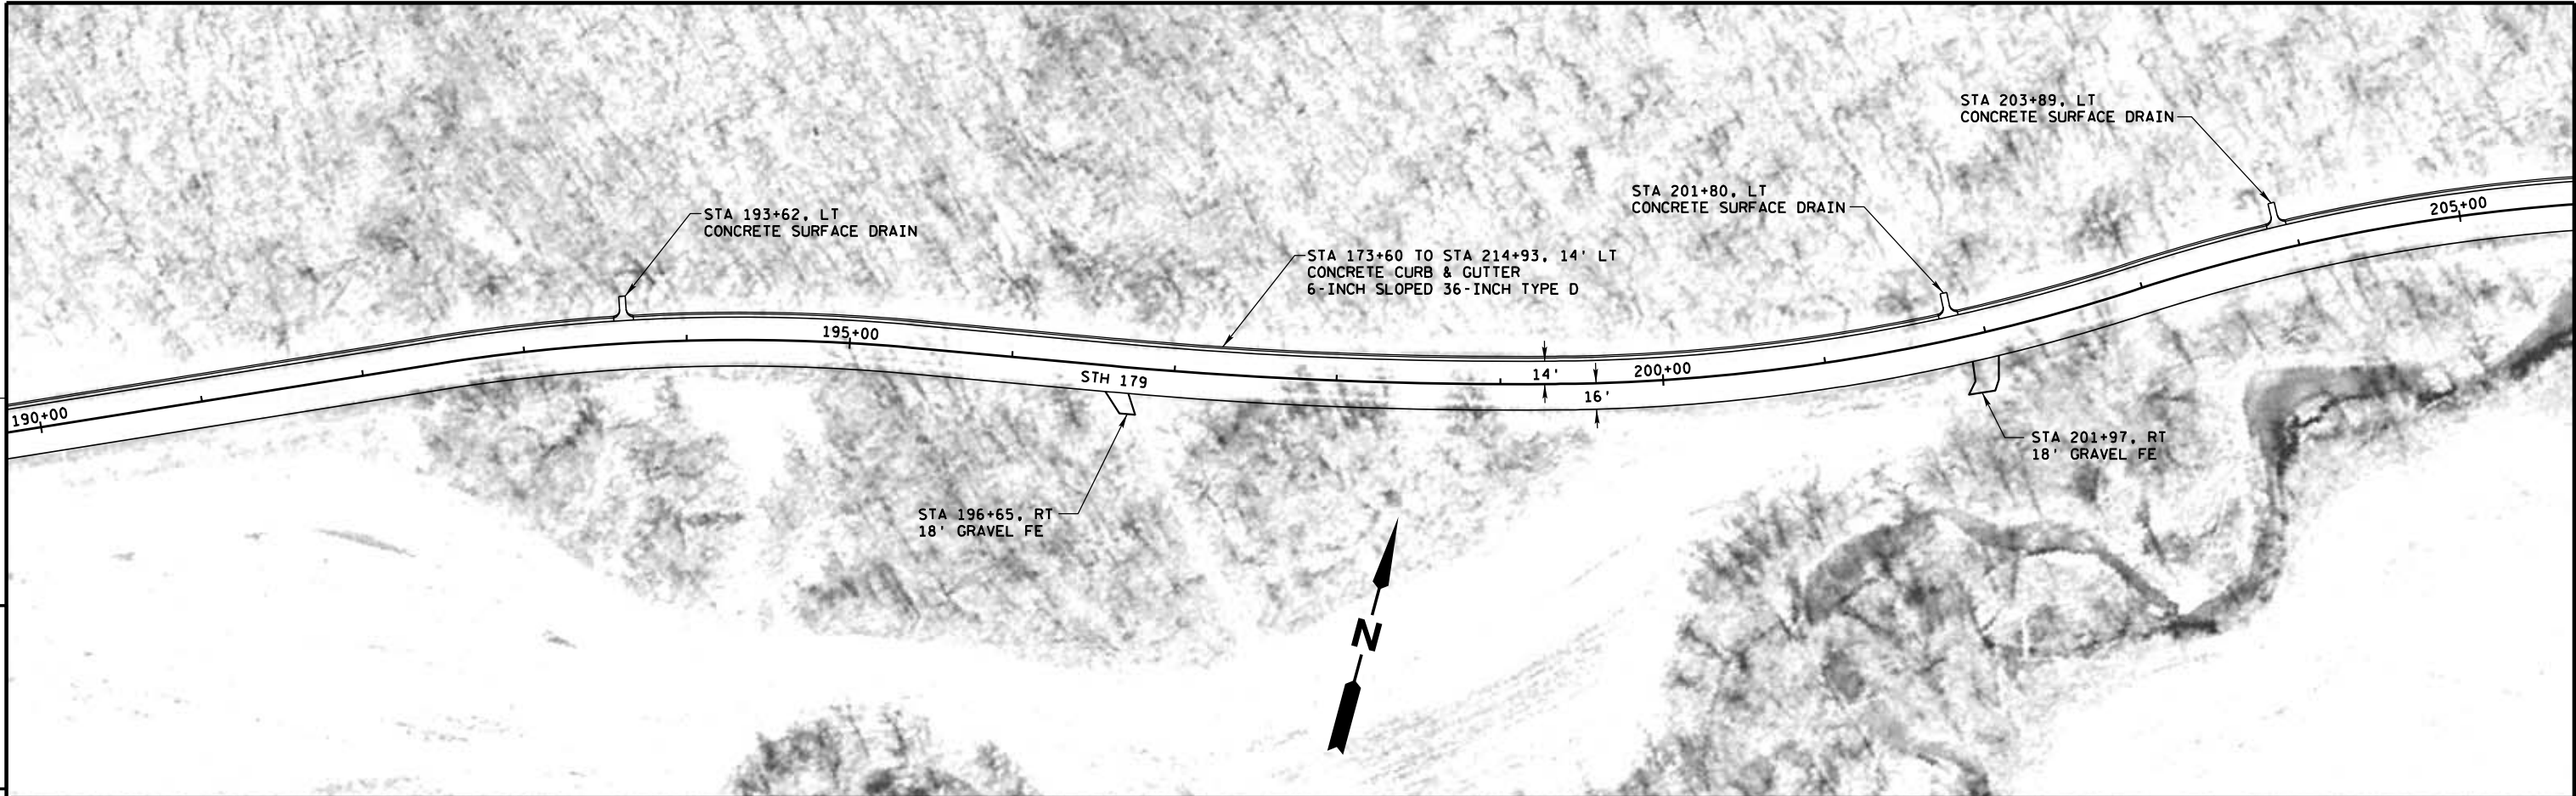 STA 203+89, LT
CONCRETE SURFACE DRAIN
STA 201+80, LT
CONCRETE SURFACE DRAIN
STA 193+62, LT
CONCRETE SURFACE DRAIN
205+00
STA 173+60 TO STA 214+93, 14' LT
CONCRETE CURB & GUTTER
6-INCH SLOPED 36-INCH TYPE D
195+00
200+00
14'
STH 179
16'
190+00
STA 201+97, RT
18' GRAVEL FE
STA 196+65, RT
18' GRAVEL FE
N